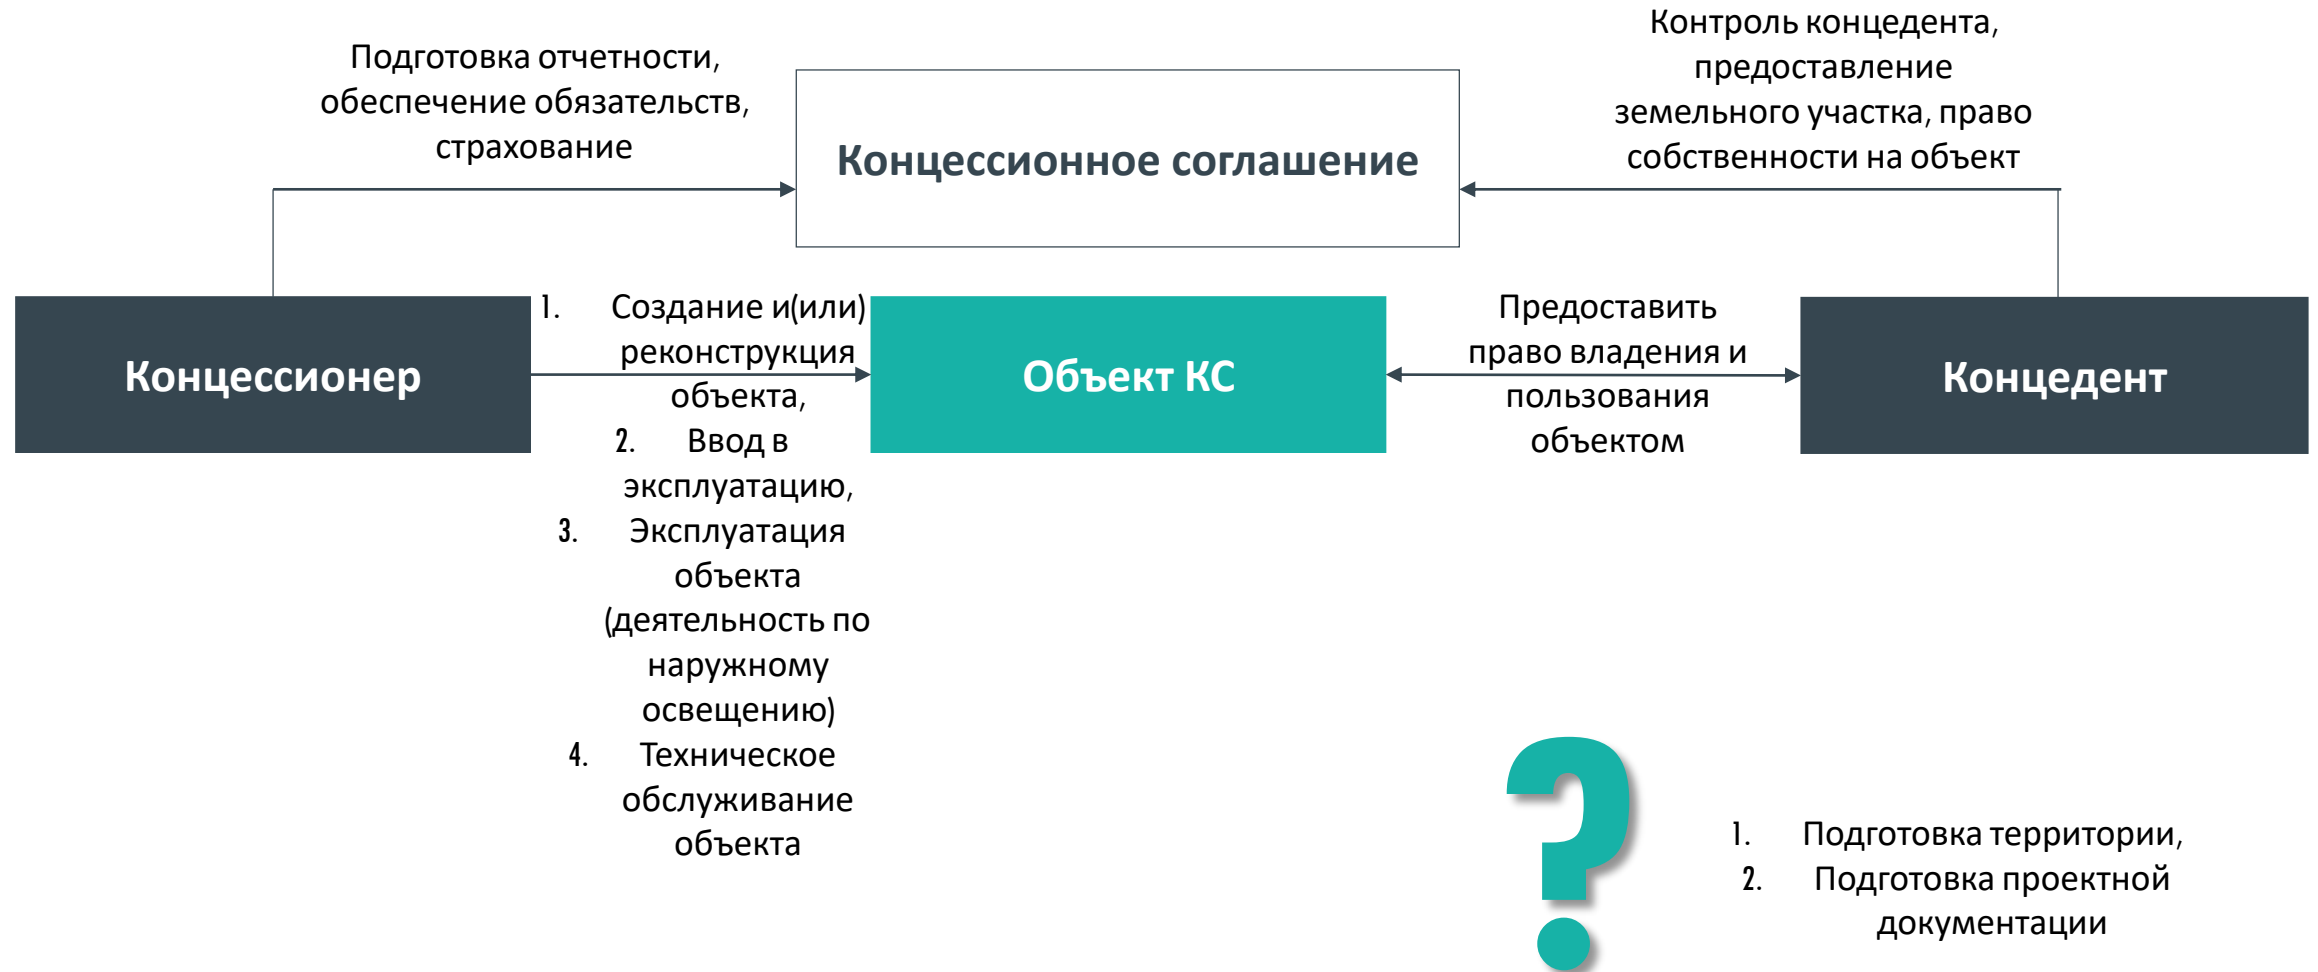 Подготовка отчетности,
обеспечение обязательств,
страхование
Концессионное соглашение
Контроль концедента,
предоставление
земельного участка, право
собственности на объект
Концессионер
1. Создание и(или)
реконструкция
объекта,
2. Ввод в
эксплуатацию,
3. Эксплуатация
объекта
(деятельность по
наружному
освещению)
4. Техническое
обслуживание
объекта
Объект КС
Предоставить
право владения и
пользования
объектом
Концедент
?
1. Подготовка территории,
2. Подготовка проектной
документации